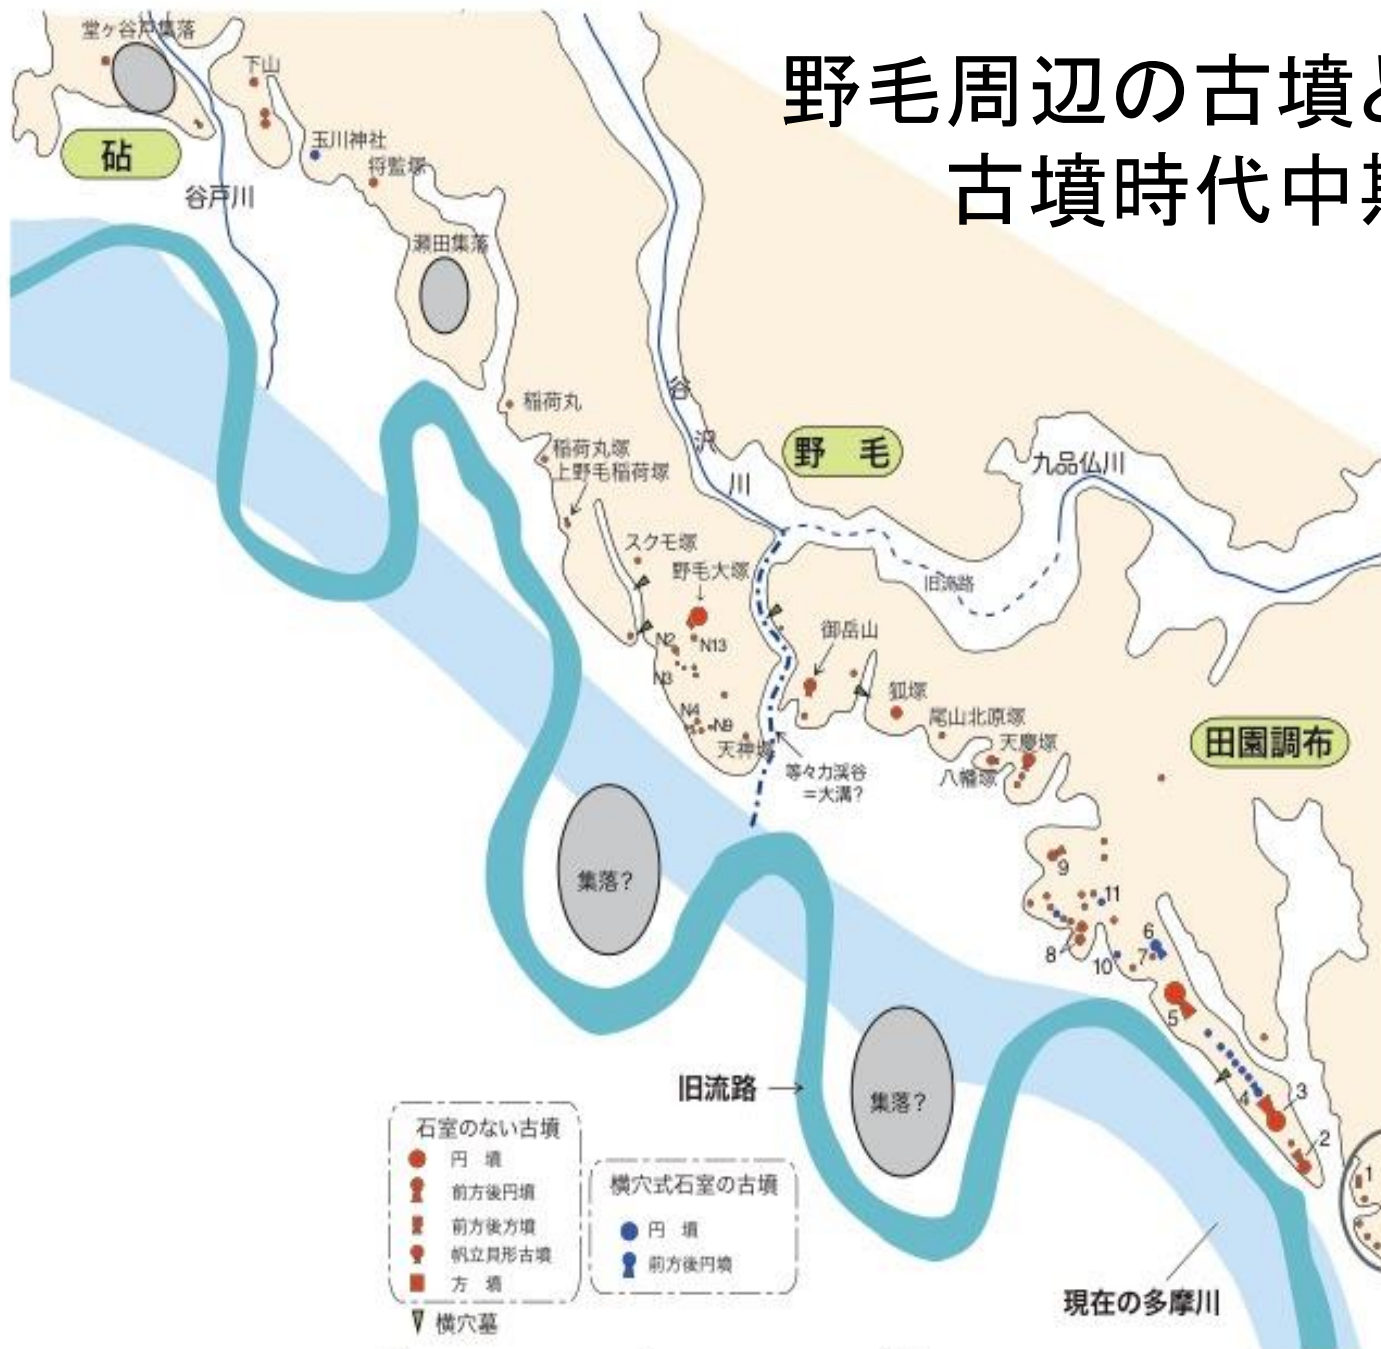 野毛周辺の古墳と
古墳時代中期
堂ヶ谷戸集落
下山
玉川神社
砧
将監塚
谷戸川
瀬田集落
谷
沢
川
稲荷丸
野 毛
稲荷丸塚
上野毛稲荷塚
九品仏川
スクモ塚
野毛大塚
旧流路
N2
N13
N3
御岳山
狐塚
尾山北原塚
N4
N9
天神塚
天慶塚
八幡塚
田園調布
等々力渓谷
=大溝?
9
集落?
11
6
8
10
7
5
旧流路
集落?
4
3
2
1
石室のない古墳
円 墳
前方後円墳
前方後方墳
帆立貝形古墳
方 墳
横穴墓
横穴式石室の古墳
円 墳
前方後円墳
現在の多摩川